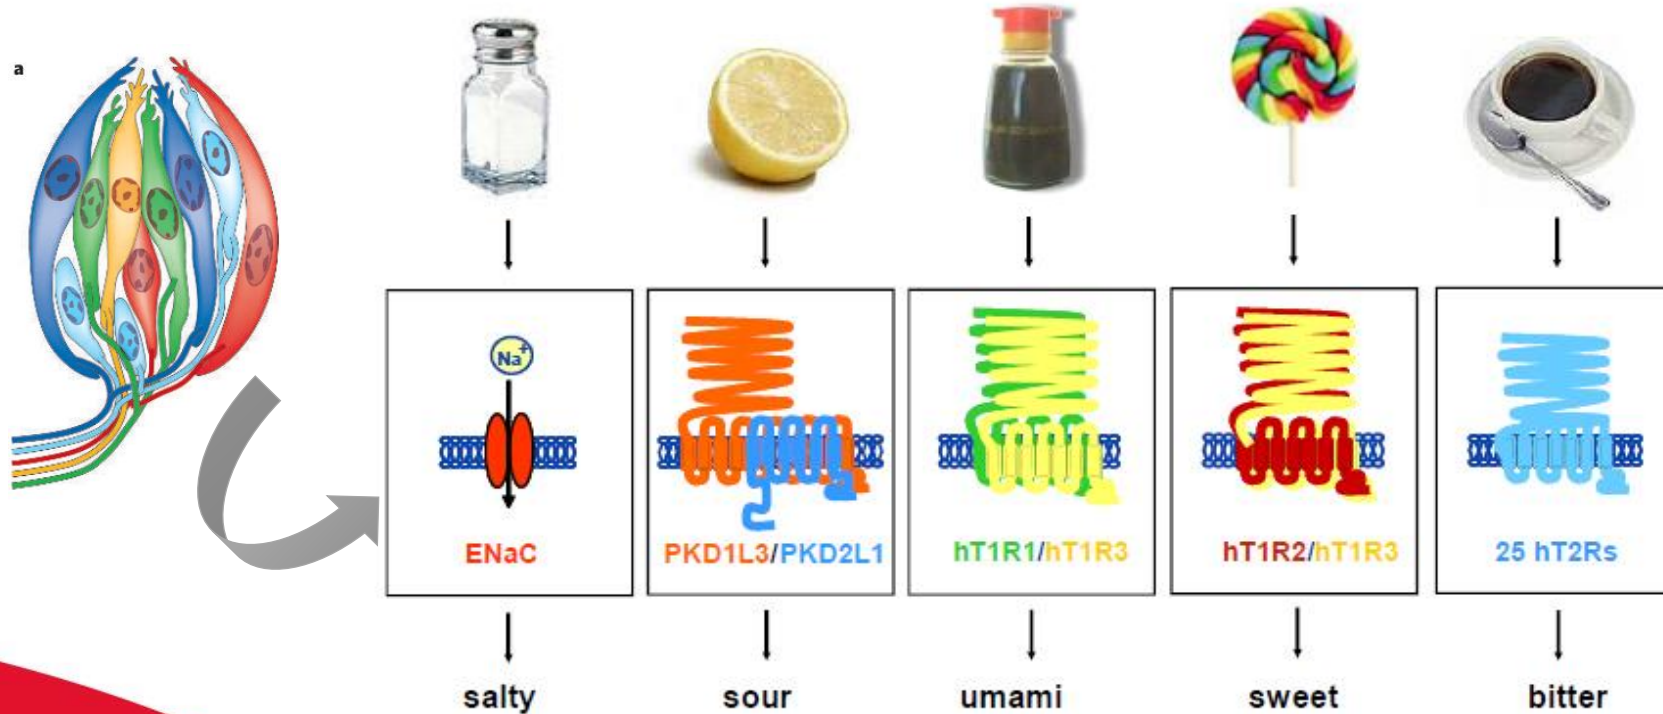 a
Na+
ENaC
PKD1L3/PKD2L1
hT1R1/hT1R3
hT1R2/hT1R3
25 hT2Rs
salty
sour
umami
sweet
bitter